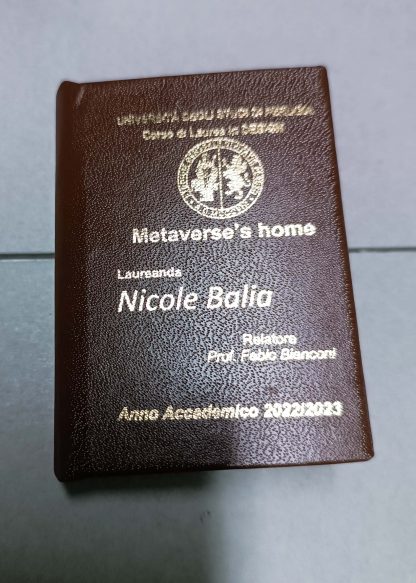 UNIVERSITÀ DEGLI STUDI DI PERUGIA
Corso di Laurea in DESIGN
Metaverse's home
Laureanda
Nicole Balia
Relatore
Prof. Fabio Bianconi
Anno Accademico 2022/2023